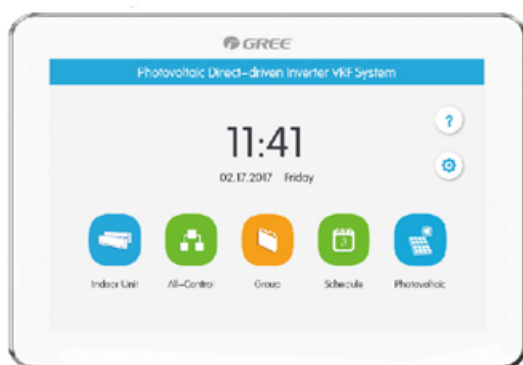 GREE
Photovoltaic Direct-driven Inverter VRF System
?
11:41
02.17.2017 Friday
3
Indoor Unit All-Control Group Schedule Photovoltaic